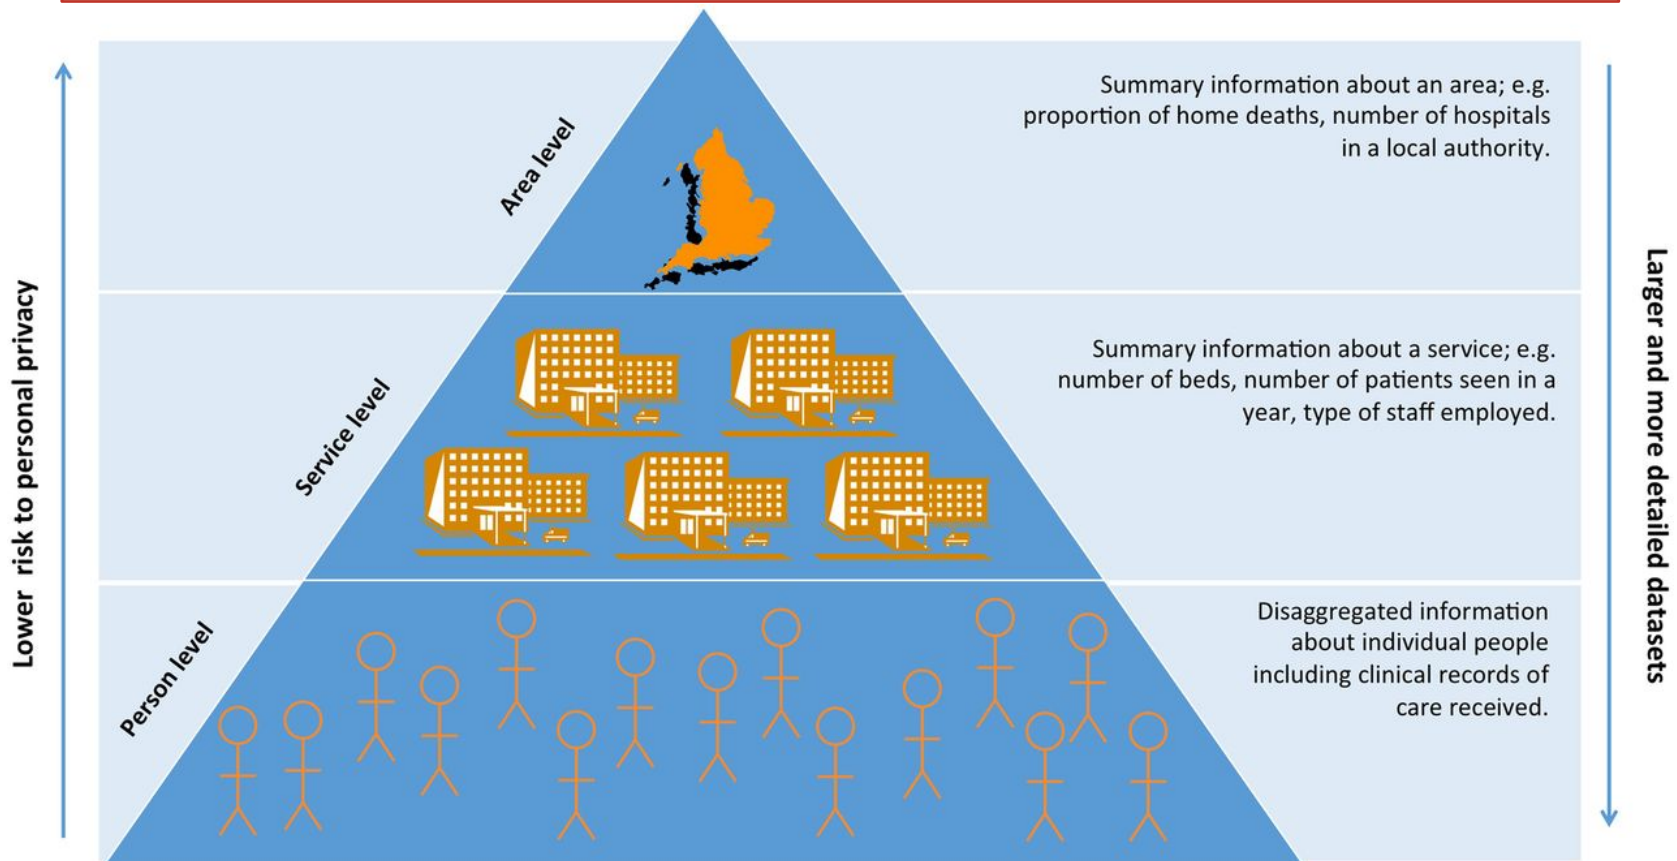 Summary information about an area; e.g.
proportion of home deaths, number of hospitals
in a local authority.
Area level
Summary information about a service; e.g.
number of beds, number of patients seen in a
year, type of staff employed.
Service level
Disaggregated information
about individual people
including clinical records of
care received.
Person level
Lower risk to personal privacy
Larger and more detailed datasets